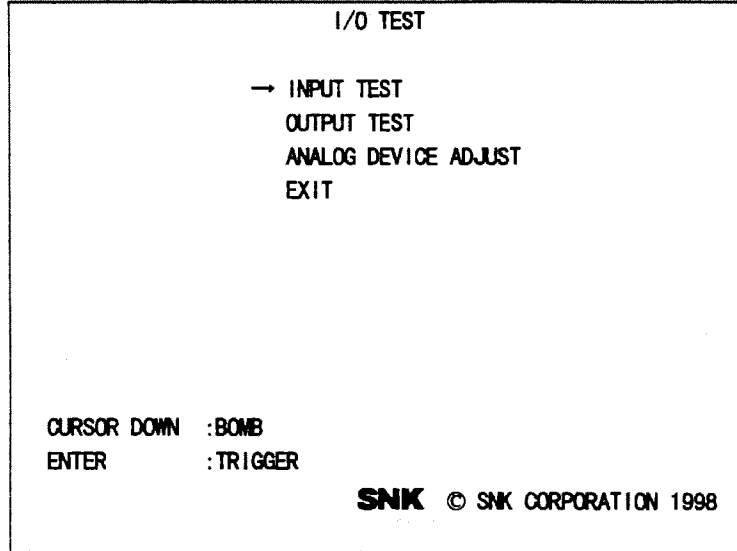 I/O TEST
→ INPUT TEST
OUTPUT TEST
ANALOG DEVICE ADJUST
EXIT
CURSOR DOWN :BOMB
ENTER :TRIGGER
SNK © SNK CORPORATION 1998